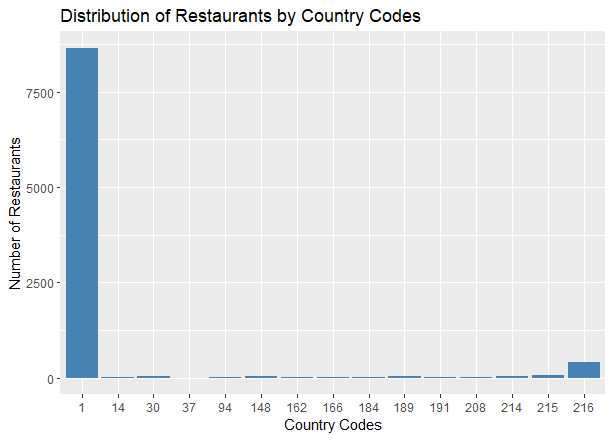 Distribution of Restaurants by Country Codes
Number of Restaurants
7500
5000
2500
0
1 14 30 37 94 148 162 166 184 189 191 208 214 215 216
Country Codes